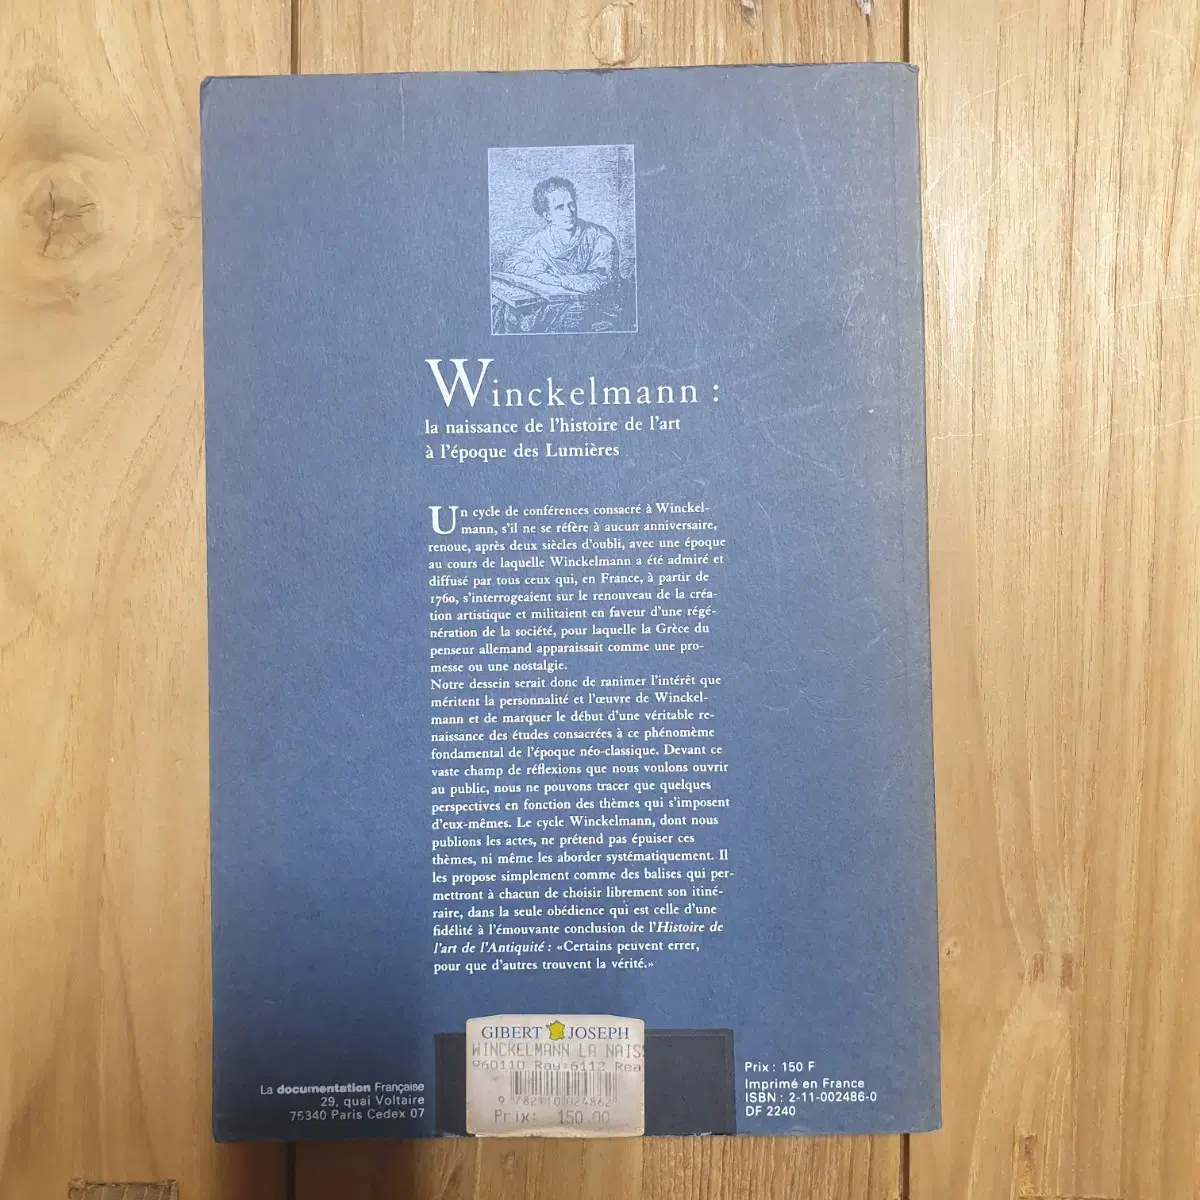 Winckelmann :
la naissance de l'histoire de l'art
à l'époque des Lumières
Un cycle de conférences consacré à Winckel-
mann, s'il ne se réfère à aucun anniversaire,
renoue, après deux siècles d'oubli, avec une époque
au cours de laquelle Winckelmann a été admiré et
diffusé par tous ceux qui, en France, à partir de
1760, s'interrogeaient sur le renouveau de la créa-
tion artistique et militaient en faveur d'une régé-
nération de la société, pour laquelle la Grèce du
penseur allemand apparaissait comme une pro-
messe ou une nostalgie.
Notre dessein serait donc de ranimer l'intérêt que
méritent la personnalité et l'œuvre de Winckel-
mann et de marquer le début d'une véritable re-
naissance des études consacrées à ce phénomène
fondamental de l'époque néo-classique. Devant ce
vaste champ de réflexions que nous voulons ouvrir
au public, nous ne pouvons tracer que quelques
perspectives en fonction des thèmes qui s'imposent
d'eux-mêmes. Le cycle Winckelmann, dont nous
publions les actes, ne prétend pas épuiser ces
thèmes, ni même les aborder systématiquement. Il
les propose simplement comme des balises qui per-
mettront à chacun de choisir librement son itiné-
raire, dans la seule obédience qui est celle d'une
fidélité à l'émouvante conclusion de l'Histoire de
l'art de l'Antiquité : «Certains peuvent errer,
pour que d'autres trouvent la vérité.»
La documentation Française
29, quai Voltaire
75340 Paris Cedex 07
GIBERT JOSEPH
WINCKELMANN LA NAIS
960110 Ray:6112 Rea
Prix: 150.00
Prix : 150 F
Imprimé en France
ISBN : 2-11-002486-0
DF 2240